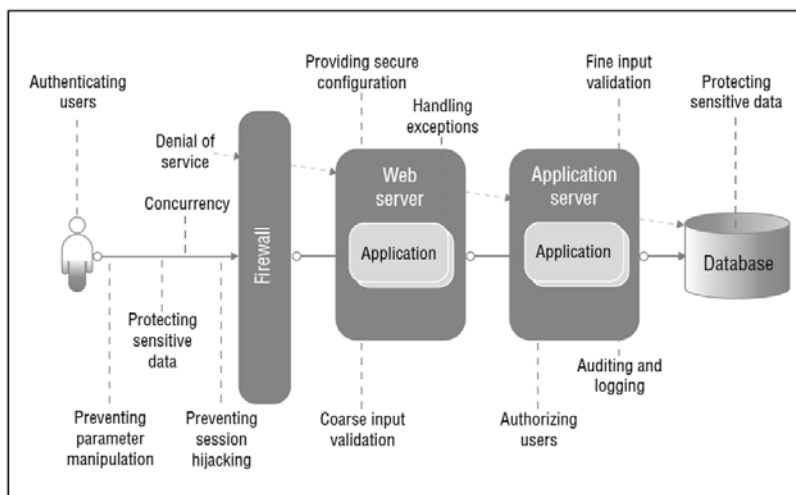 Authenticating
users
Providing secure
configuration
Fine input
validation
Protecting
sensitive data
Handling
exceptions
Denial of
service
Concurrency
Firewall
Web
server
Application
Application
server
Application
Database
Protecting
sensitive
data
Preventing
parameter
manipulation
Preventing
session
hijacking
Coarse input
validation
Authorizing
users
Auditing and
logging